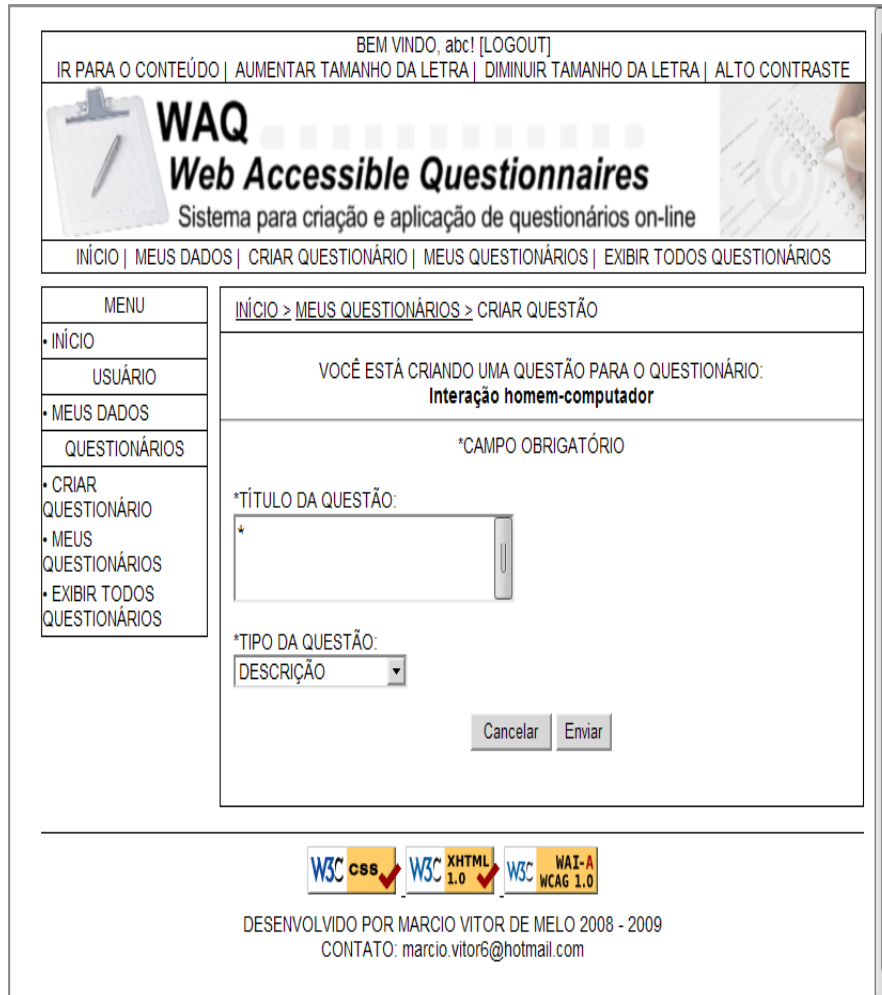 BEM VINDO, abc! [LOGOUT]
IR PARA O CONTEÚDO | AUMENTAR TAMANHO DA LETRA | DIMINUIR TAMANHO DA LETRA | ALTO CONTRASTE
WAQ
Web Accessible Questionnaires
Sistema para criação e aplicação de questionários on-line
INÍCIO | MEUS DADOS | CRIAR QUESTIONÁRIO | MEUS QUESTIONÁRIOS | EXIBIR TODOS QUESTIONÁRIOS
MENU
• INÍCIO
USUÁRIO
• MEUS DADOS
QUESTIONÁRIOS
• CRIAR
QUESTIONÁRIO
• MEUS
QUESTIONÁRIOS
• EXIBIR TODOS
QUESTIONÁRIOS
INÍCIO > MEUS QUESTIONÁRIOS > CRIAR QUESTÃO
VOCÊ ESTÁ CRIANDO UMA QUESTÃO PARA O QUESTIONÁRIO:
Interação homem-computador
*CAMPO OBRIGATÓRIO
*TÍTULO DA QUESTÃO:
*
*TIPO DA QUESTÃO:
DESCRIÇÃO
Cancelar Enviar
W3C CSS W3C XHTML 1.0 W3C WAI-A WCAG 1.0
DESENVOLVIDO POR MARCIO VITOR DE MELO 2008 - 2009
CONTATO: marcio.vitor6@hotmail.com